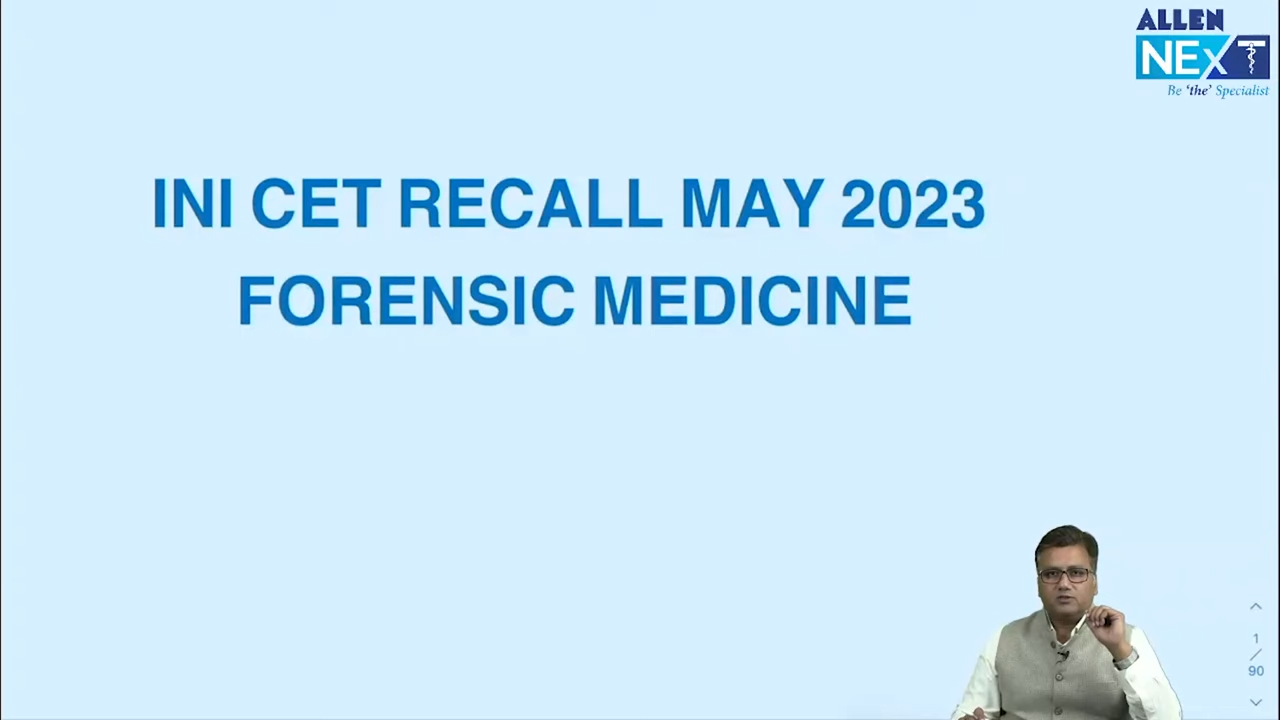 ALLEN
NEXT
Be 'the' Specialist
INI CET RECALL MAY 2023
FORENSIC MEDICINE
1
/
90